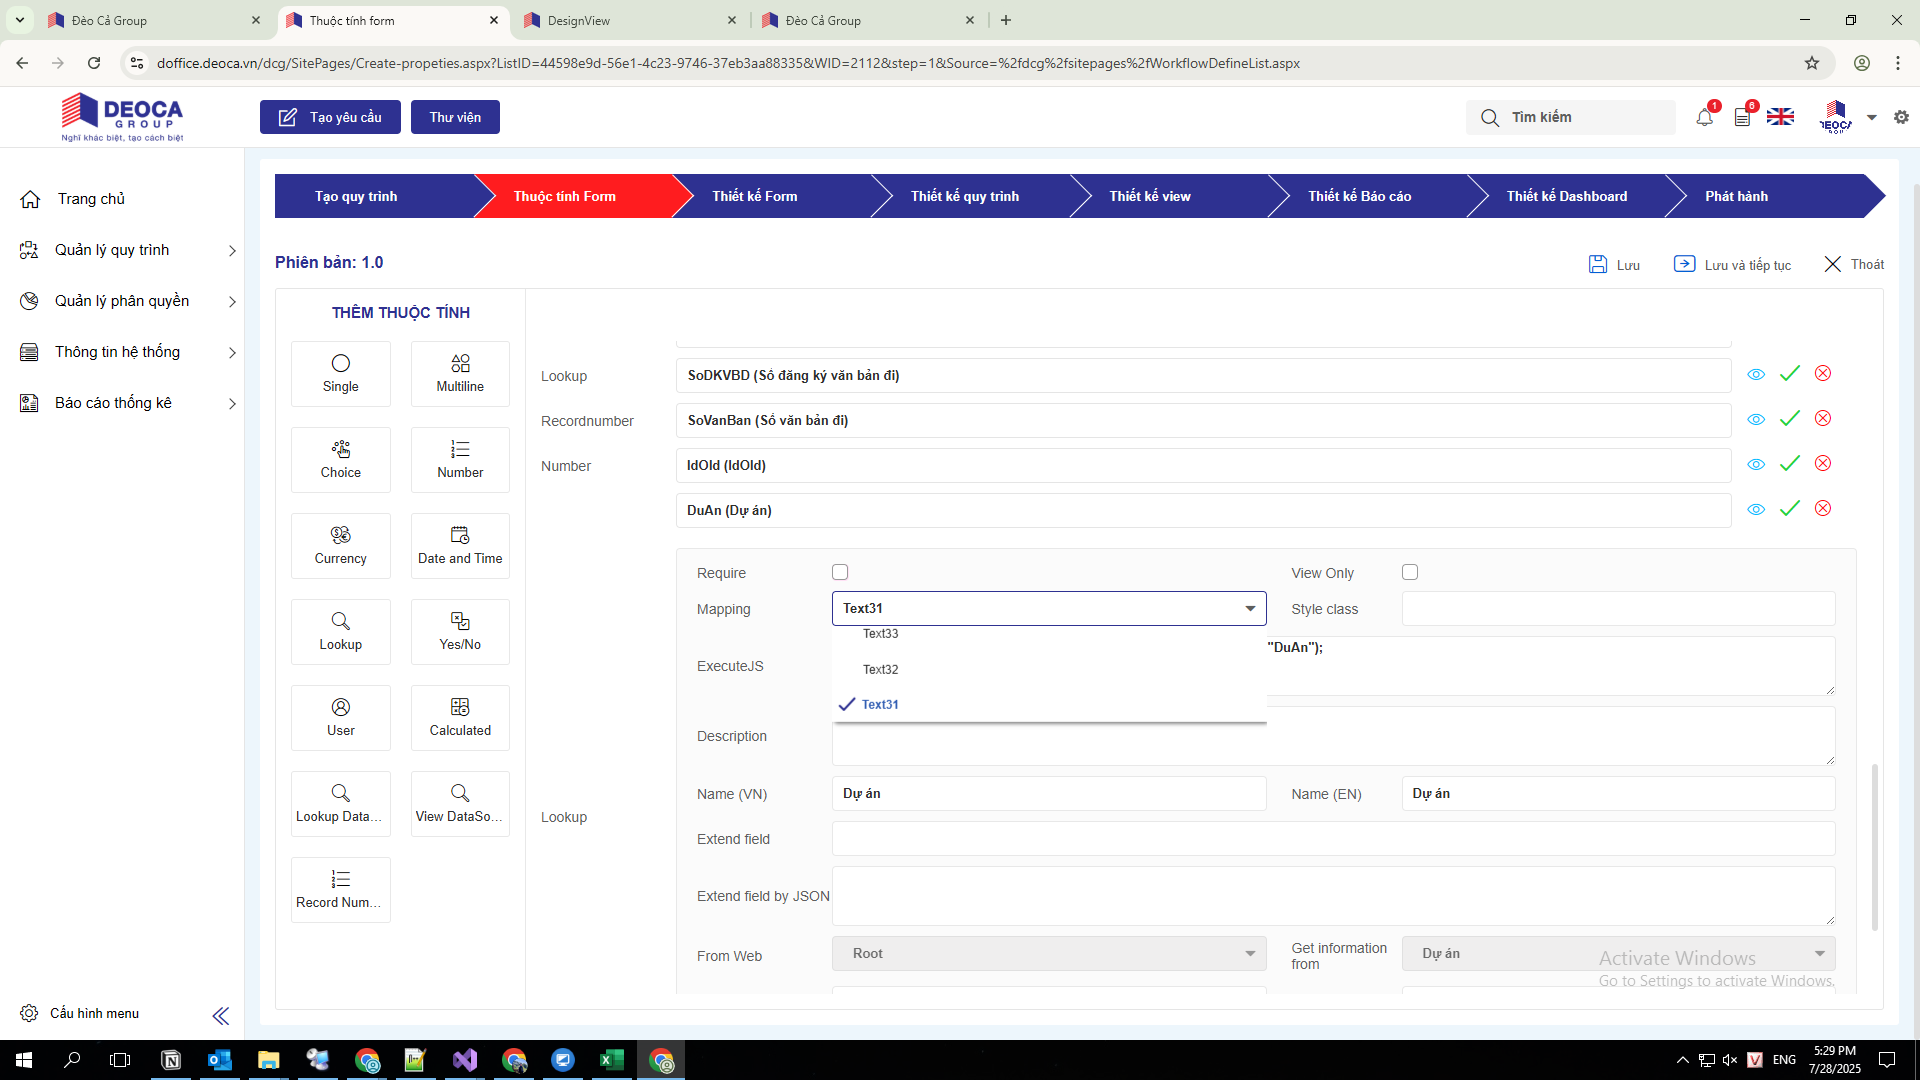 Đèo Cả Group
Thuộc tính form
DesignView
Đèo Cả Group
doffice.deoca.vn/dcg/SitePages/Create-propeties.aspx?ListID=44598e9d-56e1-4c23-9746-37eb3aa88335&WID=2112&step=1&Source=%2fdcg%2fsitepages%2fWorkflowDefineList.aspx
DEOCA
GROUP
Nghĩ khác biệt, tạo cách biệt
Tạo yêu cầu
Thư viện
Tìm kiếm
1
6
Trang chủ
Quản lý quy trình
Quản lý phân quyền
Thông tin hệ thống
Báo cáo thống kê
Cấu hình menu
Tạo quy trình
Thuộc tính Form
Thiết kế Form
Thiết kế quy trình
Thiết kế view
Thiết kế Báo cáo
Thiết kế Dashboard
Phát hành
Phiên bản: 1.0
Lưu
Lưu và tiếp tục
Thoát
THÊM THUỘC TÍNH
Single
Multiline
Choice
Number
Currency
Date and Time
Lookup
Yes/No
User
Calculated
Lookup Data...
View DataSo...
Record Num...
Lookup
SoDKVBD (Sổ đăng ký văn bản đi)
Recordnumber
SoVanBan (Số văn bản đi)
Number
IdOld (IdOld)
DuAn (Dự án)
Lookup
Require
View Only
Mapping
Text31
Style class
Text33
Text32
Text31
ExecuteJS
"DuAn");
Description
Name (VN)
Dự án
Name (EN)
Dự án
Extend field
Extend field by JSON
From Web
Root
Get information from
Dự án
Activate Windows
Go to Settings to activate Windows.
ENG
5:29 PM
7/28/2025